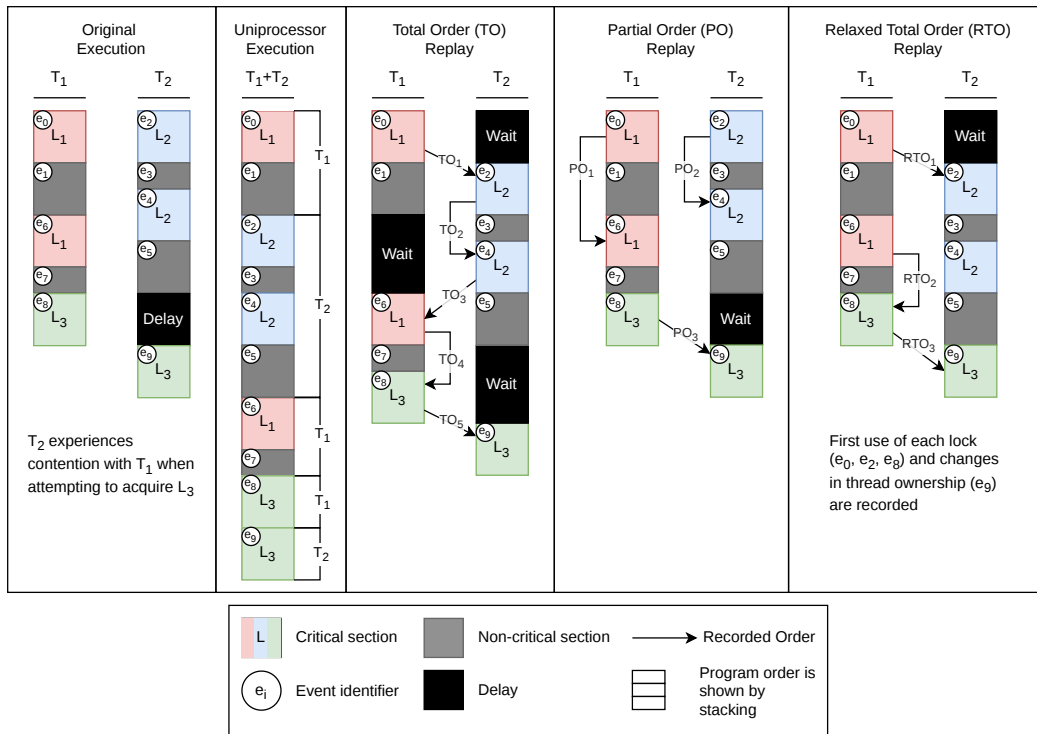 Original
Execution
T1
T2
e0
L1
e1
e6
L1
e7
e8
L3
e2
L2
e3
e4
L2
e5
Delay
e9
L3
T2 experiences
contention with T1 when
attempting to acquire L3
Uniprocessor
Execution
T1+T2
e0
L1
e1
T1
e2
L2
e3
e4
L2
T2
e5
e6
L1
T1
e7
e8
L3
T1
e9
L3
T2
Total Order (TO)
Replay
T1
T2
e0
L1
Wait
TO1
e1
e2
L2
TO2
e3
Wait
e4
L2
TO3
e5
e6
L1
TO4
e7
e8
L3
Wait
TO5
e9
L3
Partial Order (PO)
Replay
T1
T2
e0
L1
e2
L2
PO1
PO2
e1
e3
e4
L2
e6
L1
e5
e7
e8
L3
Wait
PO3
e9
L3
Relaxed Total Order (RTO)
Replay
T1
T2
e0
L1
Wait
RTO1
e1
e2
L2
e6
L1
e3
e4
L2
e7
RTO2
e8
L3
e5
RTO3
e9
L3
First use of each lock
(e0, e2, e8) and changes
in thread ownership (e9)
are recorded
L
Critical section
Non-critical section
Recorded Order
ei
Event identifier
Delay
Program order is
shown by
stacking